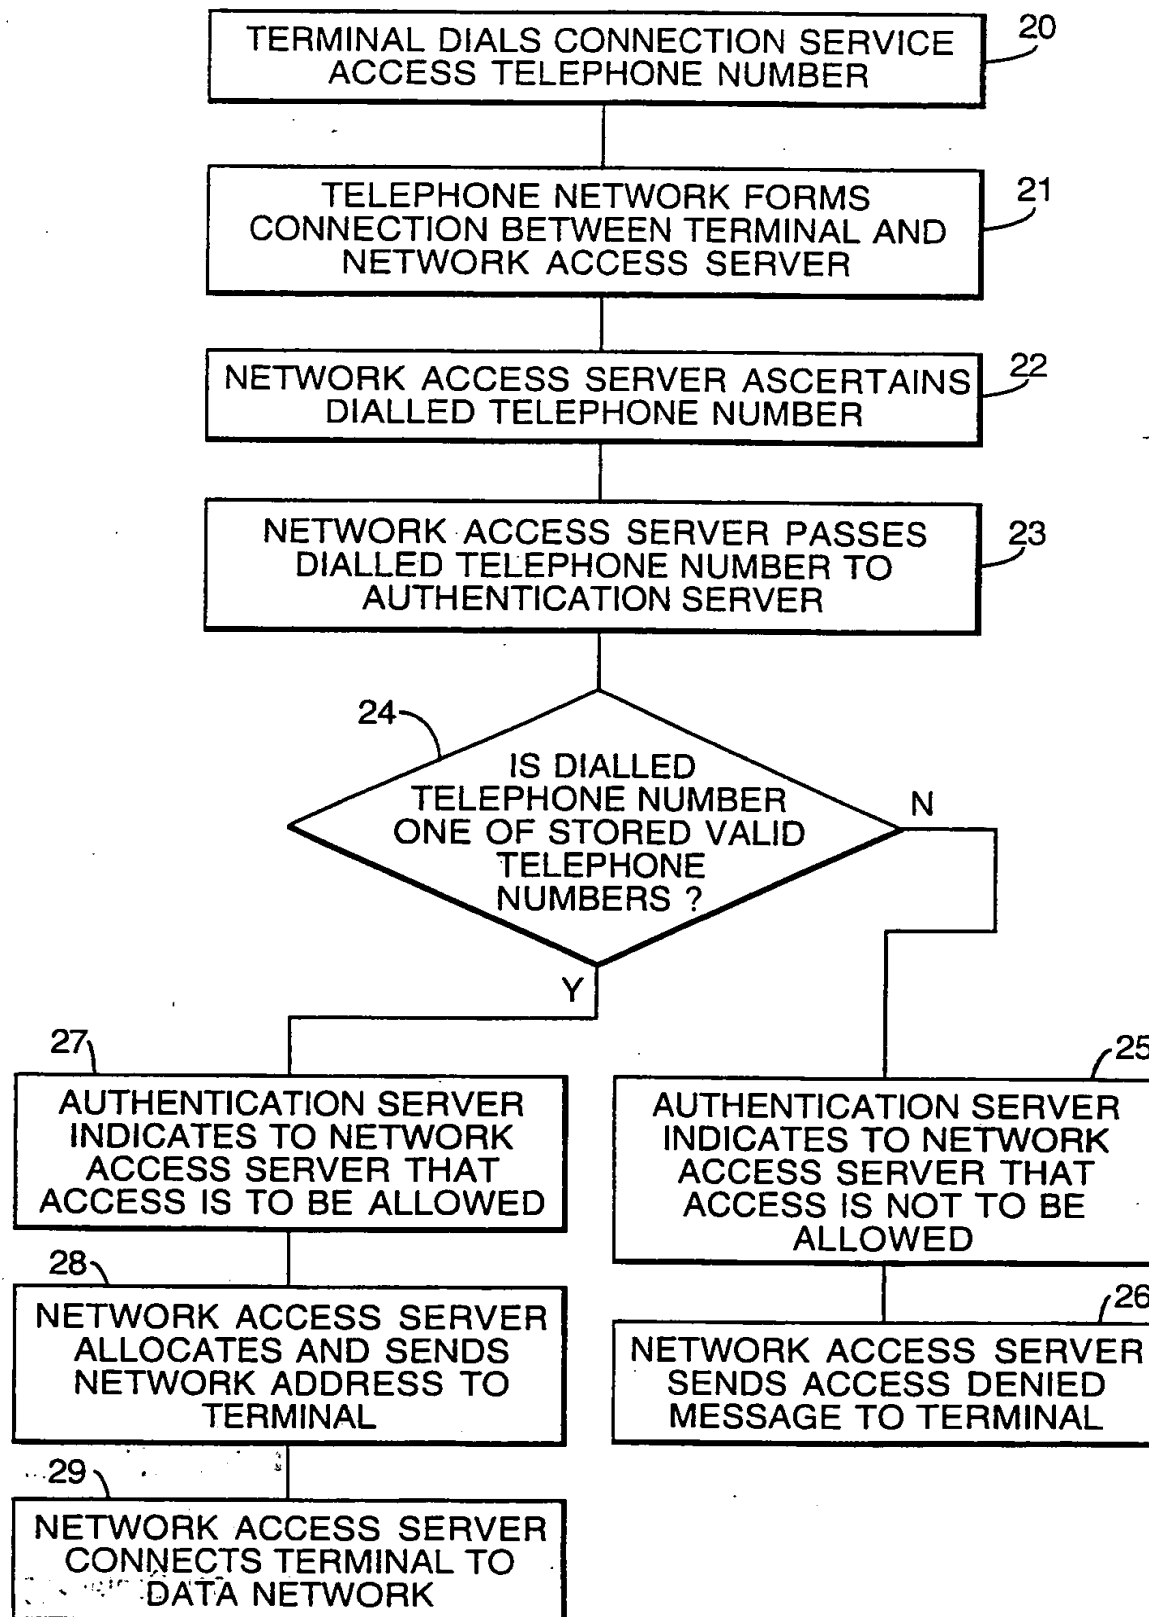 TERMINAL DIALS CONNECTION SERVICE
ACCESS TELEPHONE NUMBER
20
TELEPHONE NETWORK FORMS
CONNECTION BETWEEN TERMINAL AND
NETWORK ACCESS SERVER
21
NETWORK ACCESS SERVER ASCERTAINS
DIALLED TELEPHONE NUMBER
22
NETWORK ACCESS SERVER PASSES
DIALLED TELEPHONE NUMBER TO
AUTHENTICATION SERVER
23
24
IS DIALLED
TELEPHONE NUMBER
ONE OF STORED VALID
TELEPHONE
NUMBERS ?
N
Y
27
AUTHENTICATION SERVER
INDICATES TO NETWORK
ACCESS SERVER THAT
ACCESS IS TO BE ALLOWED
25
AUTHENTICATION SERVER
INDICATES TO NETWORK
ACCESS SERVER THAT
ACCESS IS NOT TO BE
ALLOWED
28
NETWORK ACCESS SERVER
ALLOCATES AND SENDS
NETWORK ADDRESS TO
TERMINAL
26
NETWORK ACCESS SERVER
SENDS ACCESS DENIED
MESSAGE TO TERMINAL
29
NETWORK ACCESS SERVER
CONNECTS TERMINAL TO
DATA NETWORK